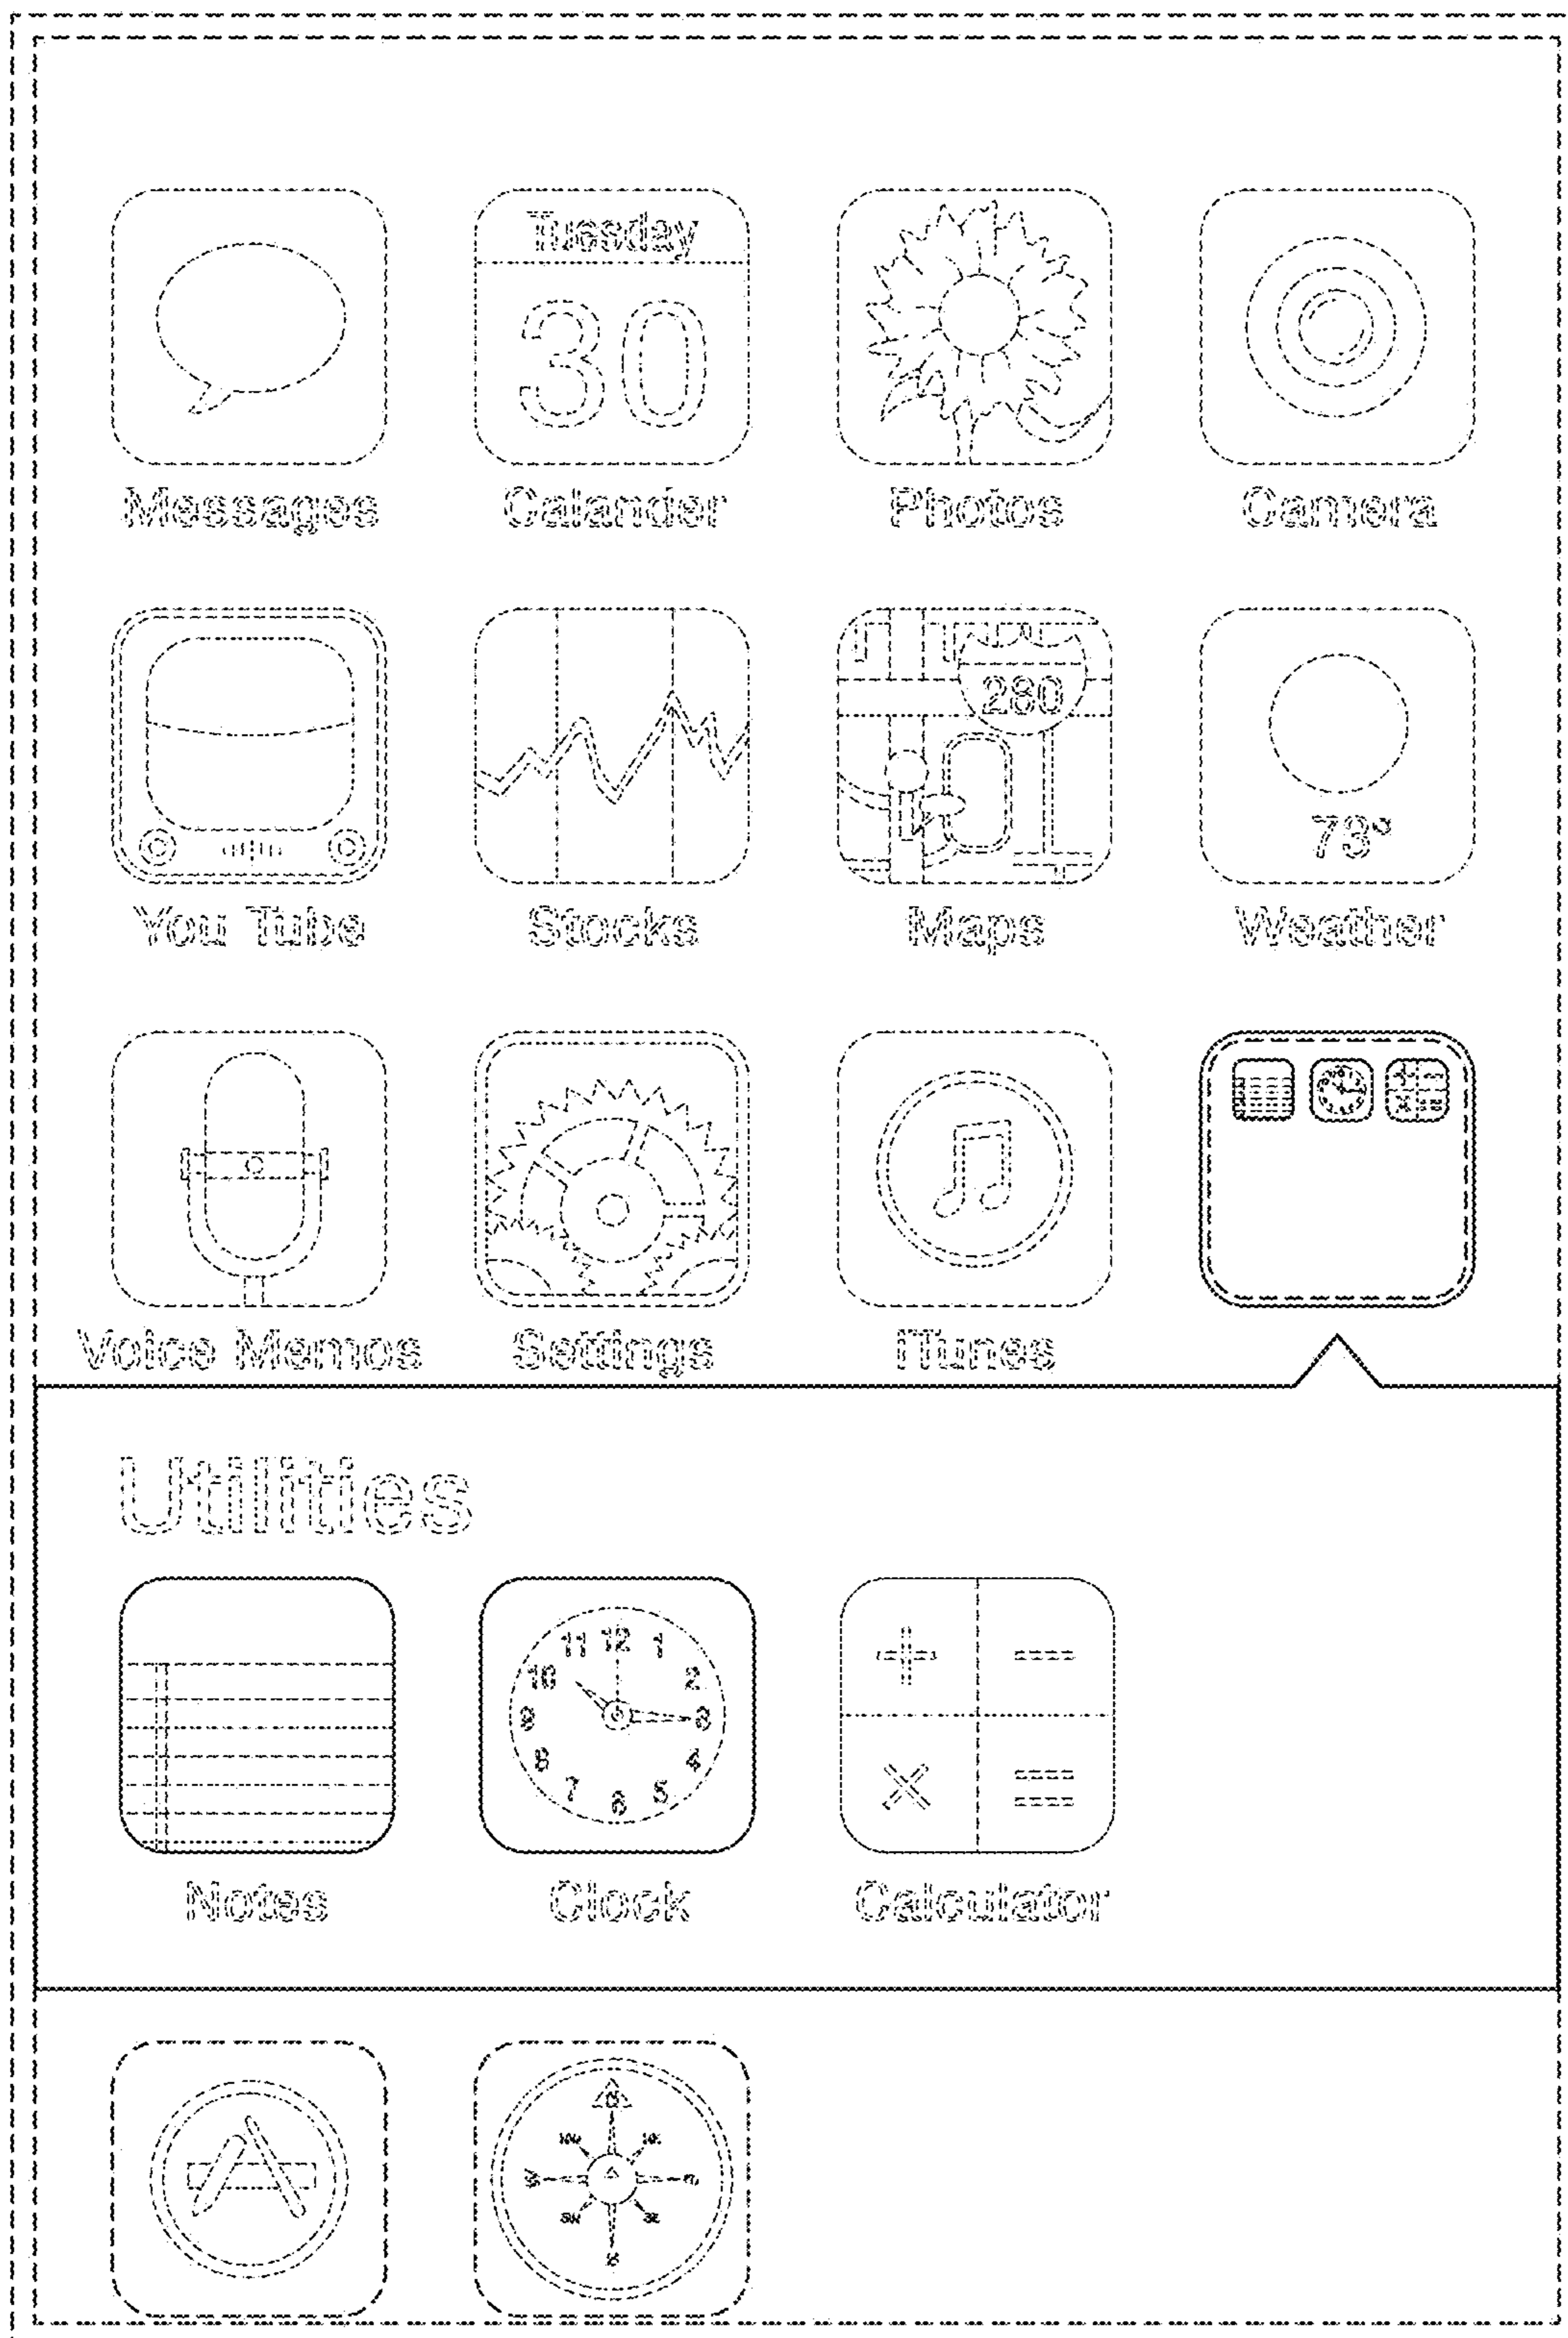 Tuesday
30
Messages Calander Photos Camera
280
73°
You Tube Stocks Maps Weather
Voice Memos Settings iTunes
Utilities
11 12 1
10 2
9 3
8 4
7 6 5
Notes Clock Calculator
W
S